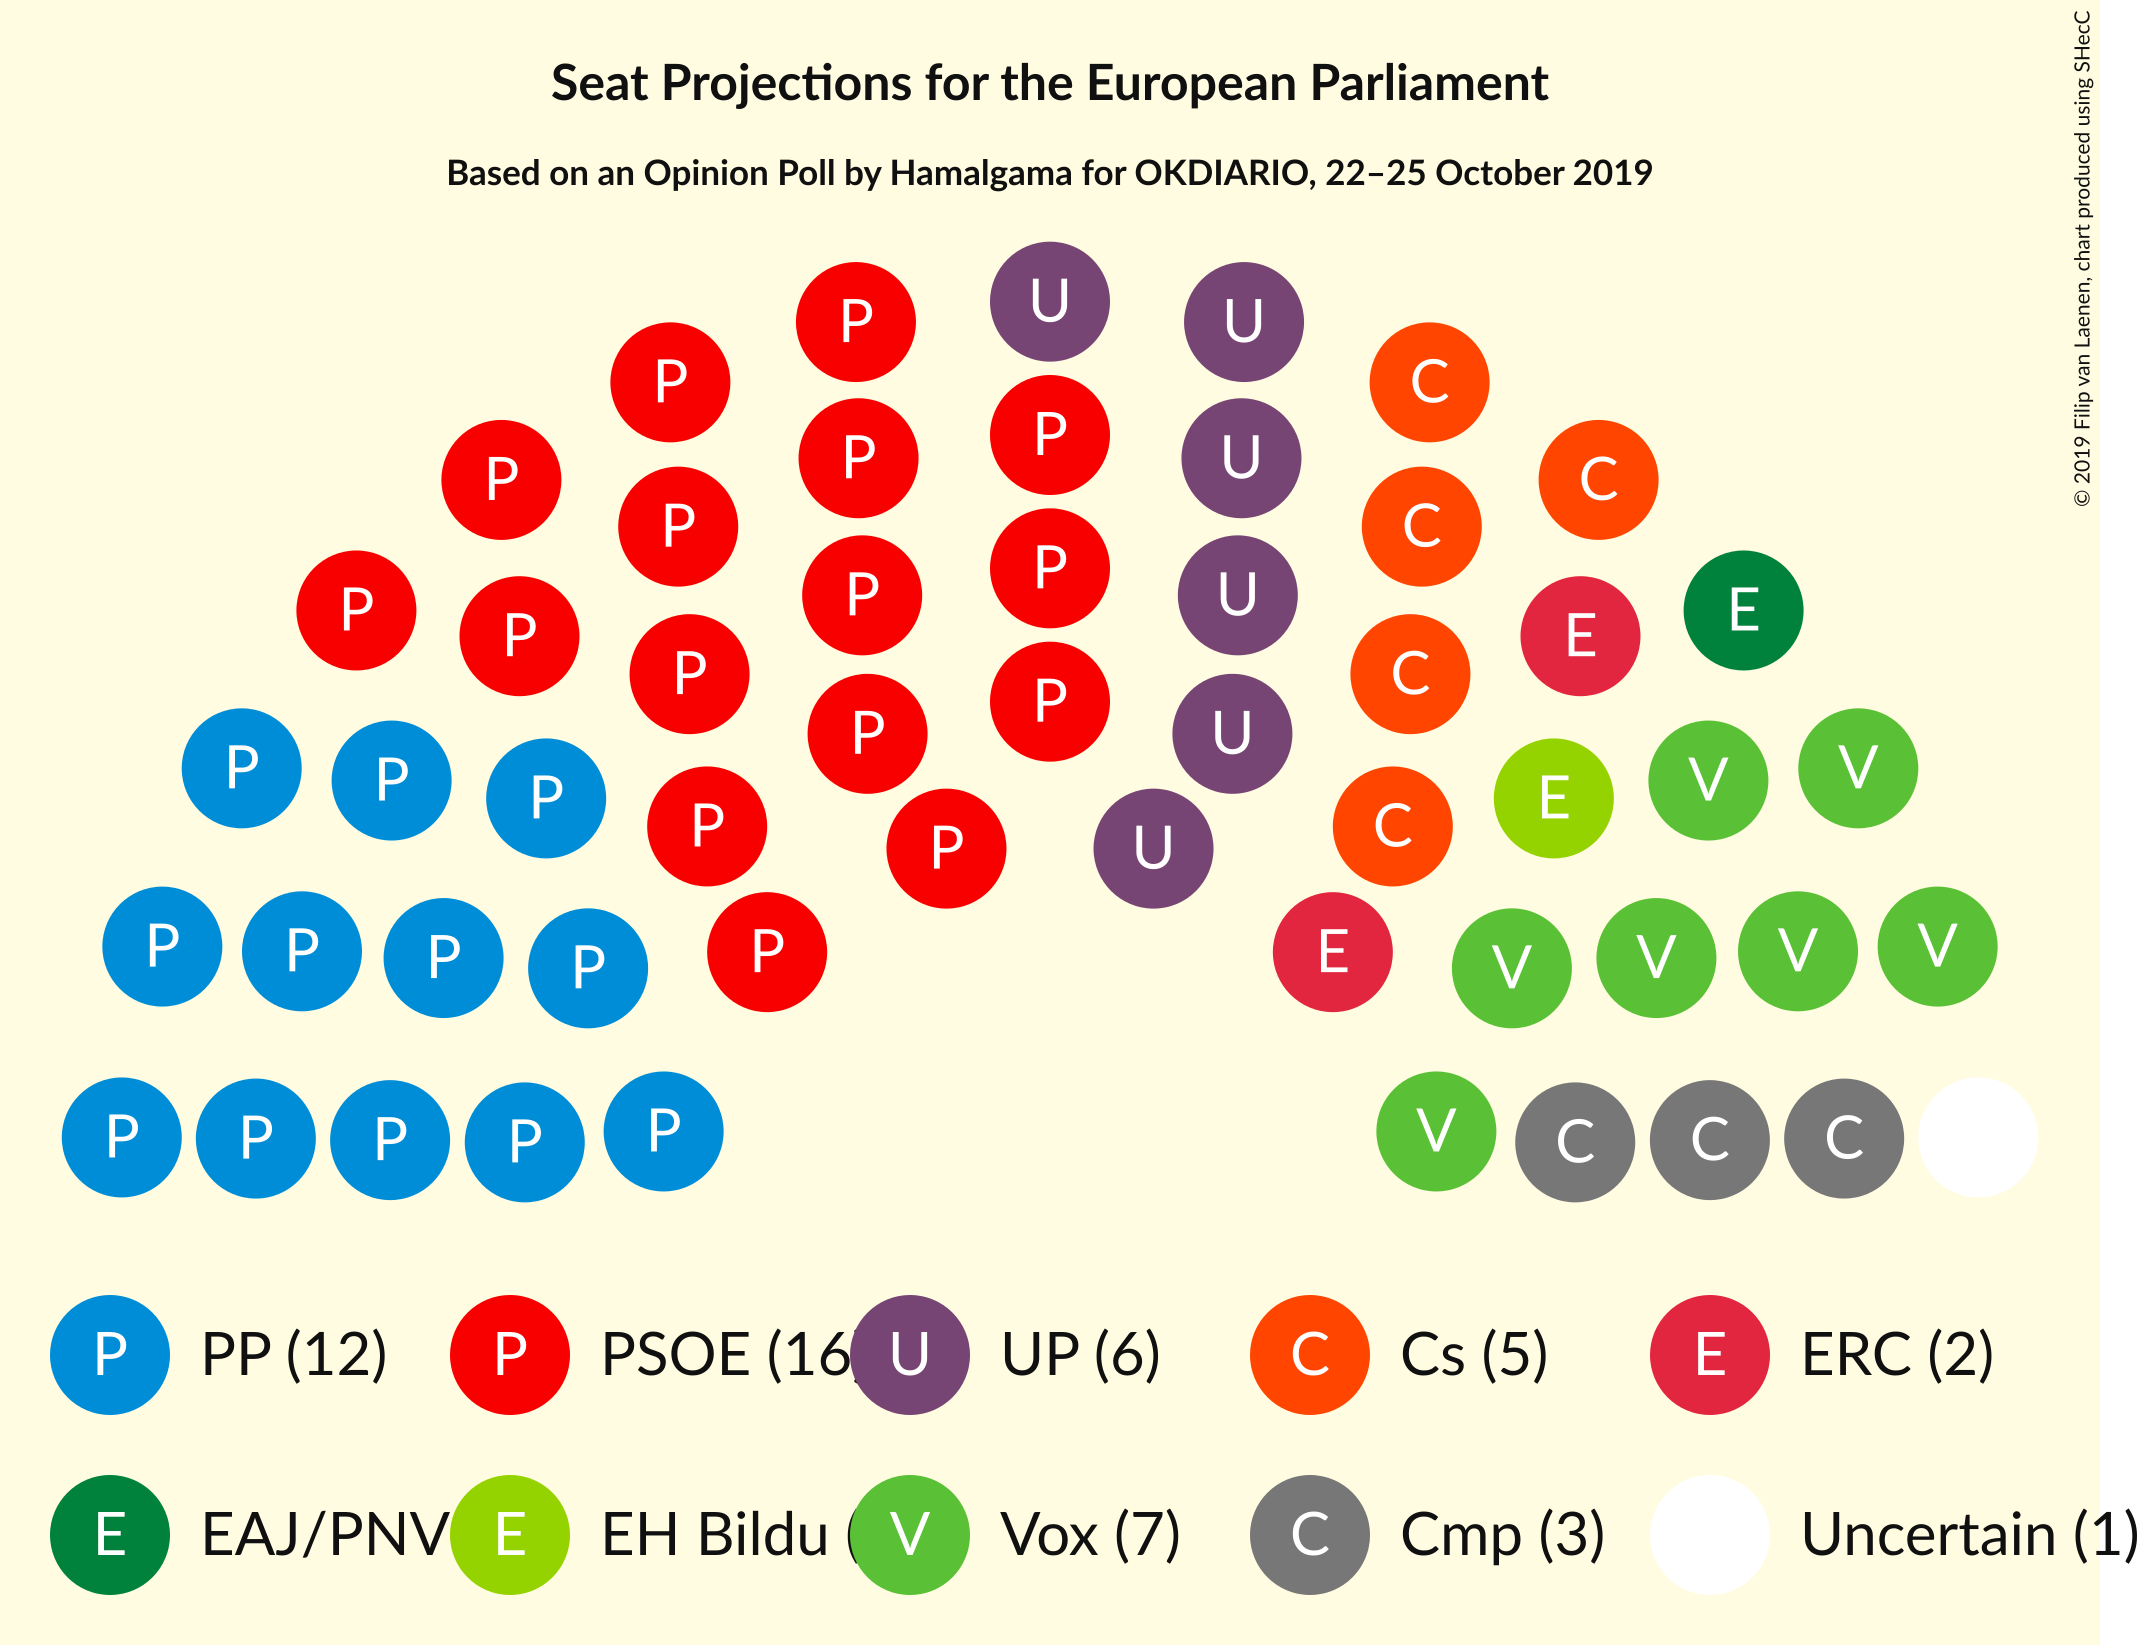 Seat Projections for the European Parliament
Based on an Opinion Poll by Hamalgama for OKDIARIO, 22–25 October 2019
© 2019 Filip van Laenen, chart produced using SHecC
U
P U
P C
P P U C
P P C
P P U
P P E E
P P C
P P U
P P P E V V
P C
P U
P P P P P E V V V V
P P P P P V C C C
P PP (12) P PSOE (16 U UP (6) C Cs (5) E ERC (2)
E EAJ/PNV E EH Bildu V Vox (7) C Cmp (3) Uncertain (1)